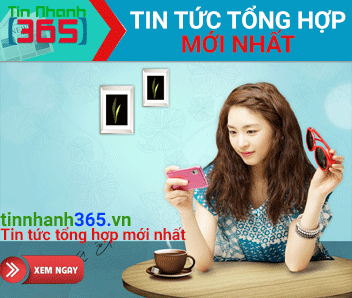 Tin Nhanh
365
TIN TỨC TỔNG HỢP
MỚI NHẤT
tinnhanh365.vn
Tin tức tổng hợp mới nhất
XEM NGAY